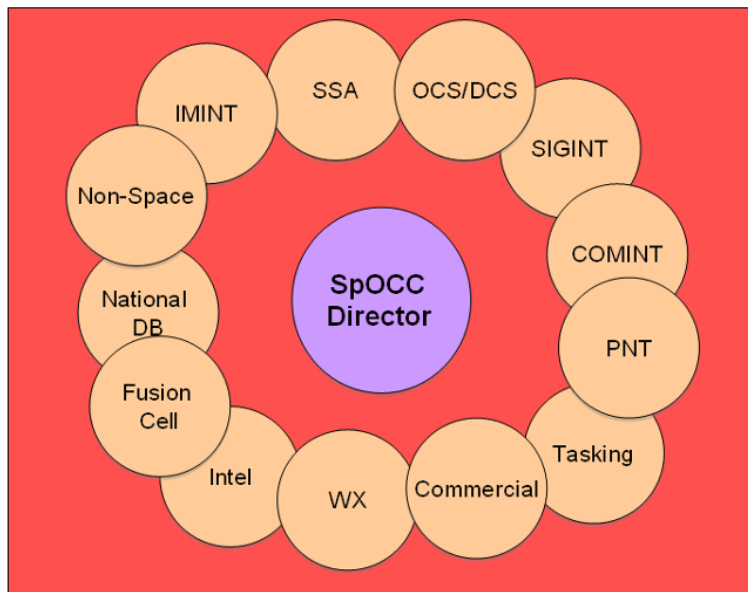 SSA
OCS/DCS
IMINT
SIGINT
Non-Space
COMINT
SpOCC
Director
National
DB
PNT
Fusion
Cell
Tasking
Intel
WX
Commercial